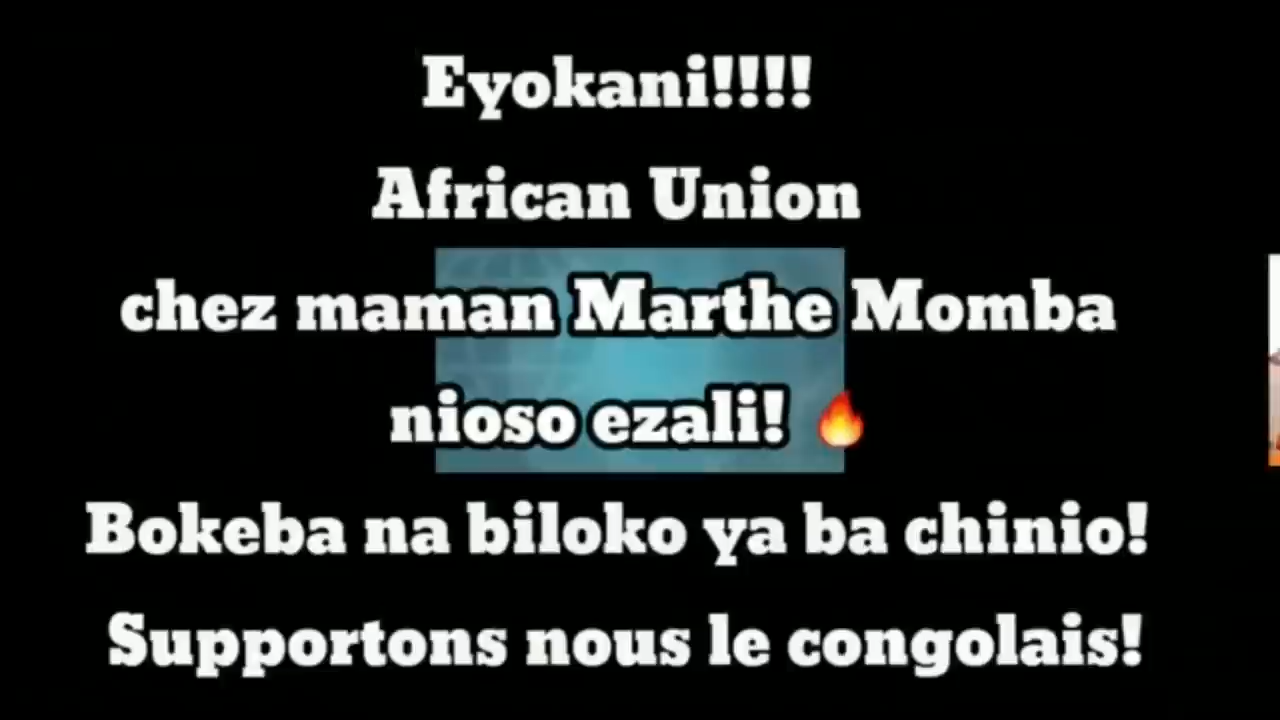 Eyokani!!!!
African Union
chez maman Marthe Momba
nioso ezali! 🔥
Bokeba na biloko ya ba chinio!
Supportons nous le congolais!